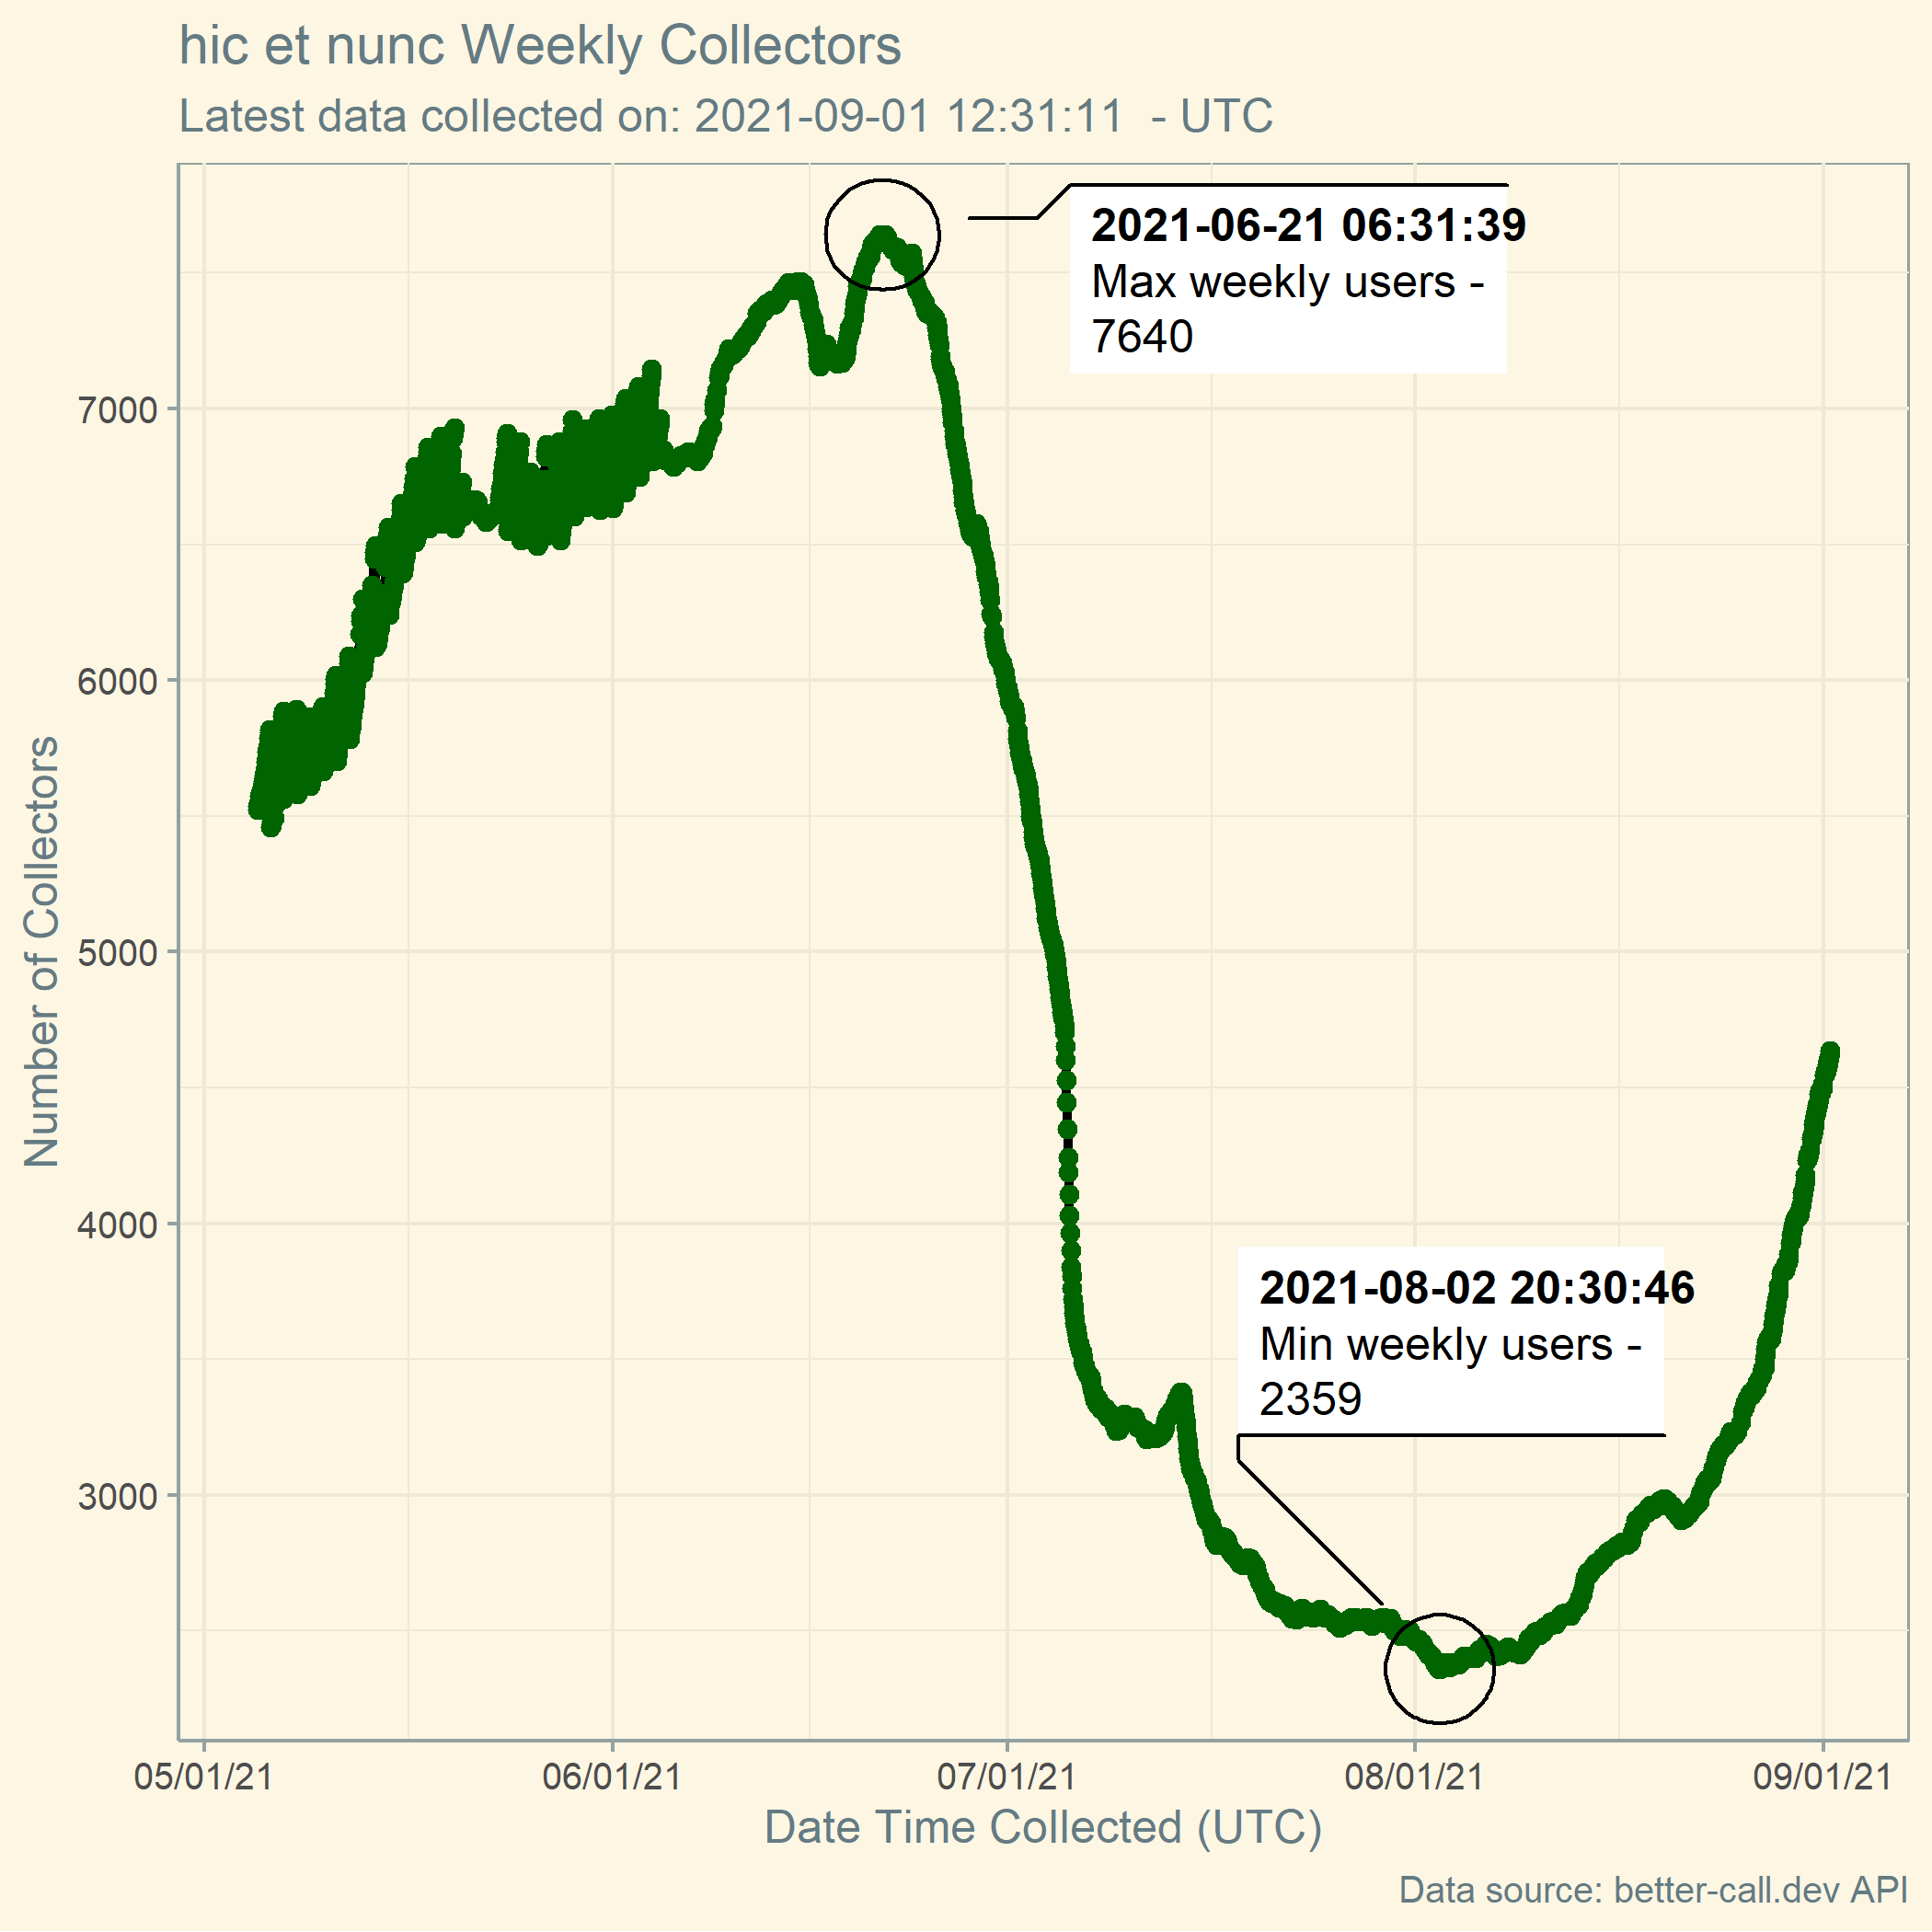 hic et nunc Weekly Collectors
Latest data collected on: 2021-09-01 12:31:11  - UTC
2021-06-21 06:31:39
Max weekly users -
7640
7000
6000
5000
4000
3000
Number of Collectors
2021-08-02 20:30:46
Min weekly users -
2359
05/01/21
06/01/21
07/01/21
08/01/21
09/01/21
Date Time Collected (UTC)
Data source: better-call.dev API